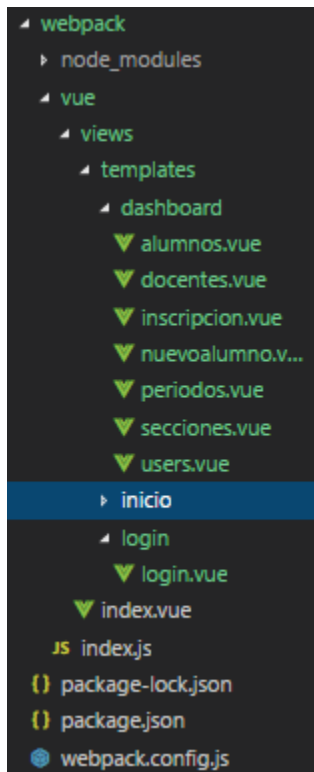 webpack
node_modules
vue
views
templates
dashboard
alumnos.vue
docentes.vue
inscripcion.vue
nuevoalumno.v...
periodos.vue
secciones.vue
users.vue
inicio
login
login.vue
index.vue
JS index.js
{} package-lock.json
{} package.json
webpack.config.js